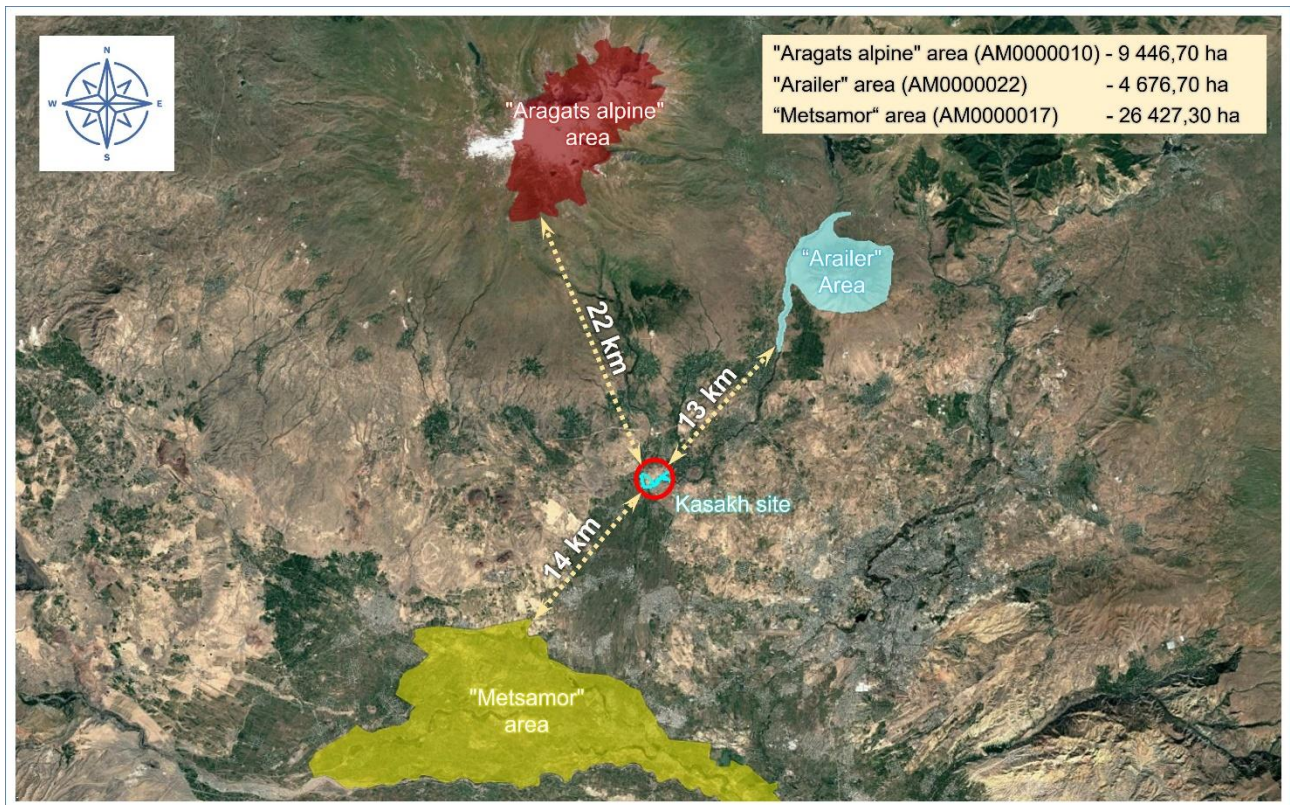 N
W E
S
"Aragats alpine" area (AM0000010) - 9 446,70 ha
"Arailer" area (AM0000022) - 4 676,70 ha
“Metsamor“ area (AM0000017) - 26 427,30 ha
"Aragats alpine"
area
“Arailer"
Area
22 km
13 km
Kasakh site
14 km
"Metsamor"
area